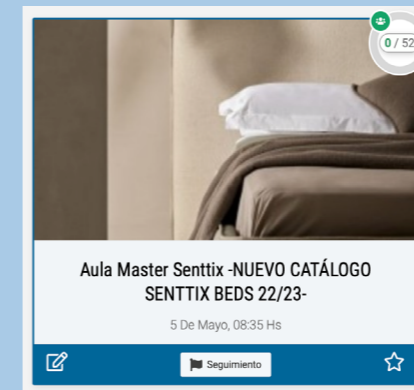 0 / 52
Aula Master Senttix -NUEVO CATÁLOGO
SENTTIX BEDS 22/23-
5 De Mayo, 08:35 Hs
Seguimiento